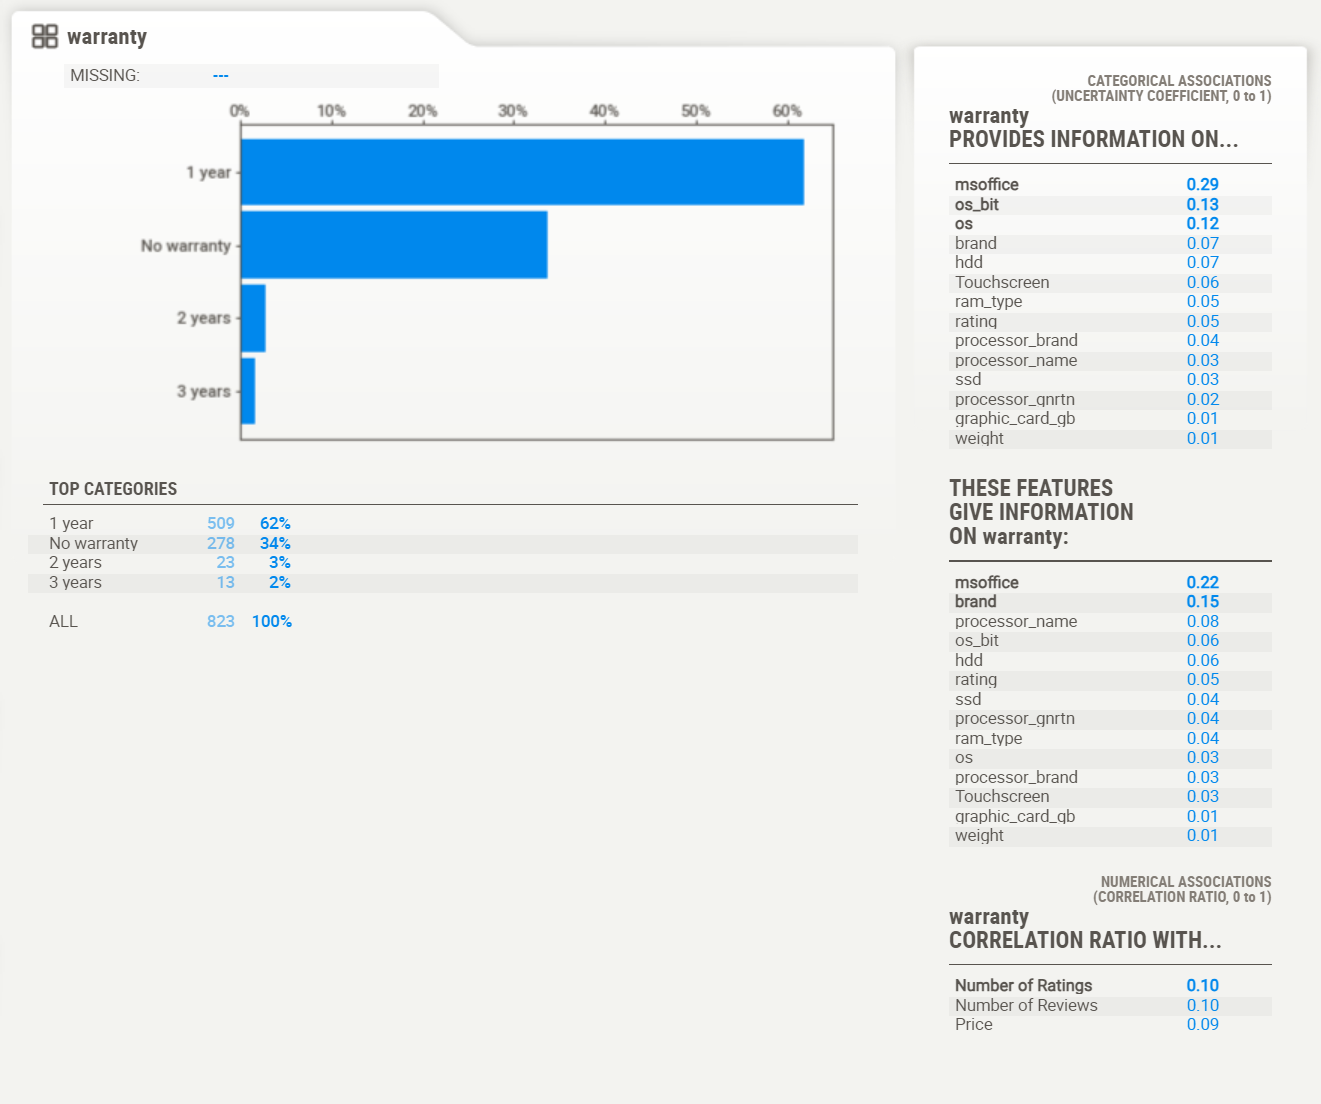 warranty
MISSING: ---
0% 10% 20% 30% 40% 50% 60%
1 year
No warranty
2 years
3 years
TOP CATEGORIES
1 year 509 62%
No warranty 278 34%
2 years 23 3%
3 years 13 2%
ALL 823 100%
CATEGORICAL ASSOCIATIONS
(UNCERTAINTY COEFFICIENT, 0 to 1)
warranty
PROVIDES INFORMATION ON...
msoffice 0.29
os_bit 0.13
os 0.12
brand 0.07
hdd 0.07
Touchscreen 0.06
ram_type 0.05
rating 0.05
processor_brand 0.04
processor_name 0.03
ssd 0.03
processor_gnrtn 0.02
graphic_card_gb 0.01
weight 0.01
THESE FEATURES
GIVE INFORMATION
ON warranty:
msoffice 0.22
brand 0.15
processor_name 0.08
os_bit 0.06
hdd 0.06
rating 0.05
ssd 0.04
processor_gnrtn 0.04
ram_type 0.04
os 0.03
processor_brand 0.03
Touchscreen 0.03
graphic_card_gb 0.01
weight 0.01
NUMERICAL ASSOCIATIONS
(CORRELATION RATIO, 0 to 1)
warranty
CORRELATION RATIO WITH...
Number of Ratings 0.10
Number of Reviews 0.10
Price 0.09